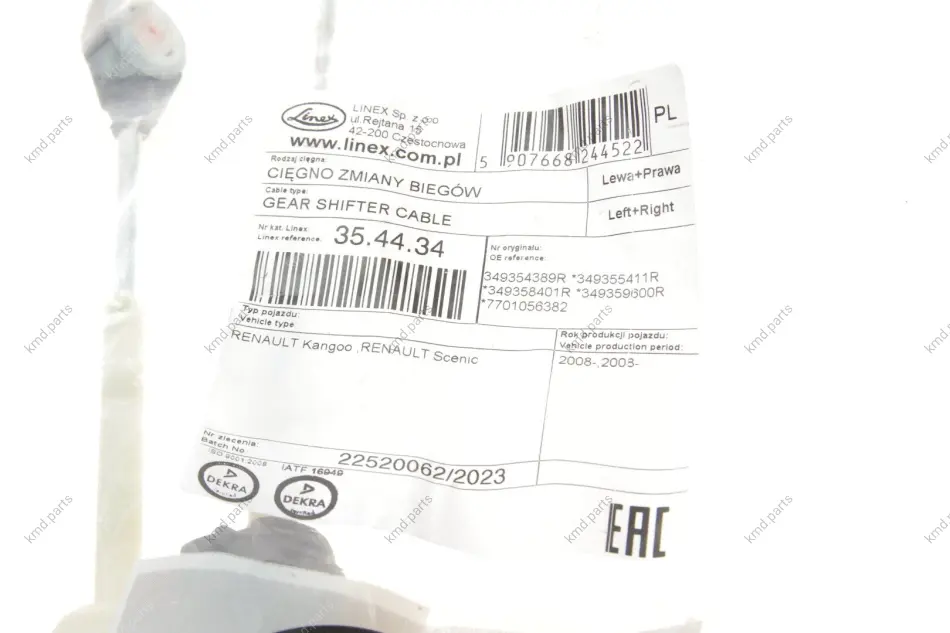 Linex
LINEX Sp. z oo
ul.Rejtana 15
42-200 Częstochowa
www.linex.com.pl
5 907668 244522
PL
Rodzaj cięgna:
CIĘGNO ZMIANY BIEGÓW
Lewa+Prawa
Cable type:
GEAR SHIFTER CABLE
Left+Right
Nr kat. Linex:
Linex reference:
35.44.34
Nr oryginału:
OE reference:
349354389R *349355411R
*349358401R *349359600R
*7701056382
Typ pojazdu:
Vehicle type
RENAULT Kangoo ,RENAULT Scenic
Rok produkcji pojazdu:
Vehicle production period:
2008-,2003-
Nr zlecenia:
Batch No
22520062/2023
ISO 9001:2008
IATF 16949
DEKRA
DEKRA
EAC
kmd.parts